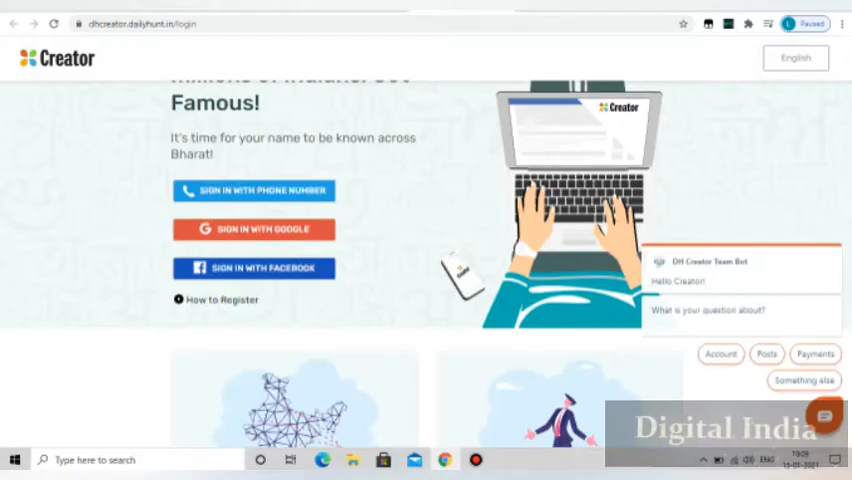 dhcreator.dailyhunt.in/login
Paused
Creator
English
Famous!
It's time for your name to be known across
Bharat!
SIGN IN WITH PHONE NUMBER
SIGN IN WITH GOOGLE
SIGN IN WITH FACEBOOK
How to Register
Creator
DH Creator Team Bot
Hello Creator!
What is your question about?
Account
Posts
Payments
Something else
Digital India
Type here to search
ENG
15-01-2021